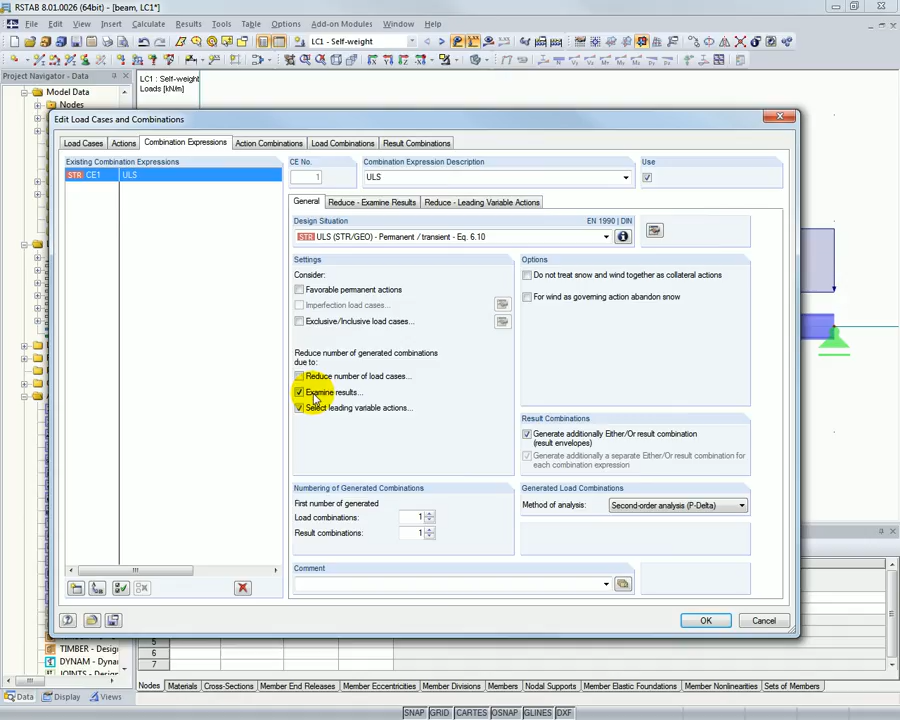 RSTAB 8.01.0026 (64bit) - [beam, LC1*]
File Edit View Insert Calculate Results Tools Table Options Add-on Modules Window Help
LC1 - Self-weight
Project Navigator - Data
Model Data
Nodes
LC1 : Self-weight
Loads [kN/m]
Edit Load Cases and Combinations
Load Cases Actions Combination Expressions Action Combinations Load Combinations Result Combinations
Existing Combination Expressions
STR CE1 ULS
CE No.
1
Combination Expression Description
ULS
Use
General Reduce - Examine Results Reduce - Leading Variable Actions
Design Situation
EN 1990 | DIN
STR ULS (STR/GEO) - Permanent / transient - Eq. 6.10
Settings
Consider:
Favorable permanent actions
Imperfection load cases...
Exclusive/Inclusive load cases...
Reduce number of generated combinations
due to:
Reduce number of load cases...
Examine results...
Select leading variable actions...
Options
Do not treat snow and wind together as collateral actions
For wind as governing action abandon snow
Result Combinations
Generate additionally Either/Or result combination
(result envelopes)
Generate additionally a separate Either/Or result combination for
each combination expression
Numbering of Generated Combinations
First number of generated
Load combinations: 1
Result combinations: 1
Generated Load Combinations
Method of analysis: Second-order analysis (P-Delta)
Comment
OK Cancel
TIMBER - Design
DYNAM - Dyna
JOINTS - Design
5
6
7
Data Display Views
Nodes Materials Cross-Sections Member End Releases Member Eccentricities Member Divisions Members Nodal Supports Member Elastic Foundations Member Nonlinearities Sets of Members
SNAP GRID CARTES OSNAP GLINES DXF